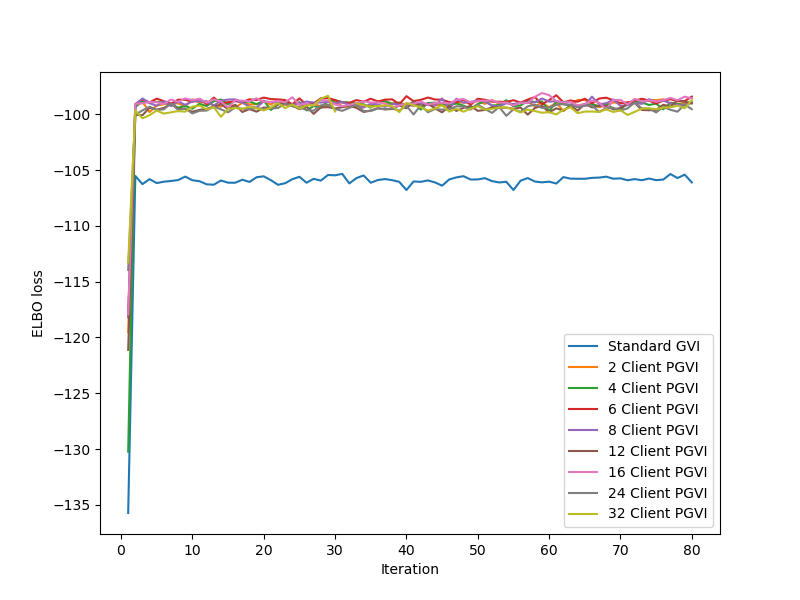 −100
−105
−110
−115
−120
−125
−130
−135
ELBO loss
0 10 20 30 40 50 60 70 80
Iteration
Standard GVI
2 Client PGVI
4 Client PGVI
6 Client PGVI
8 Client PGVI
12 Client PGVI
16 Client PGVI
24 Client PGVI
32 Client PGVI